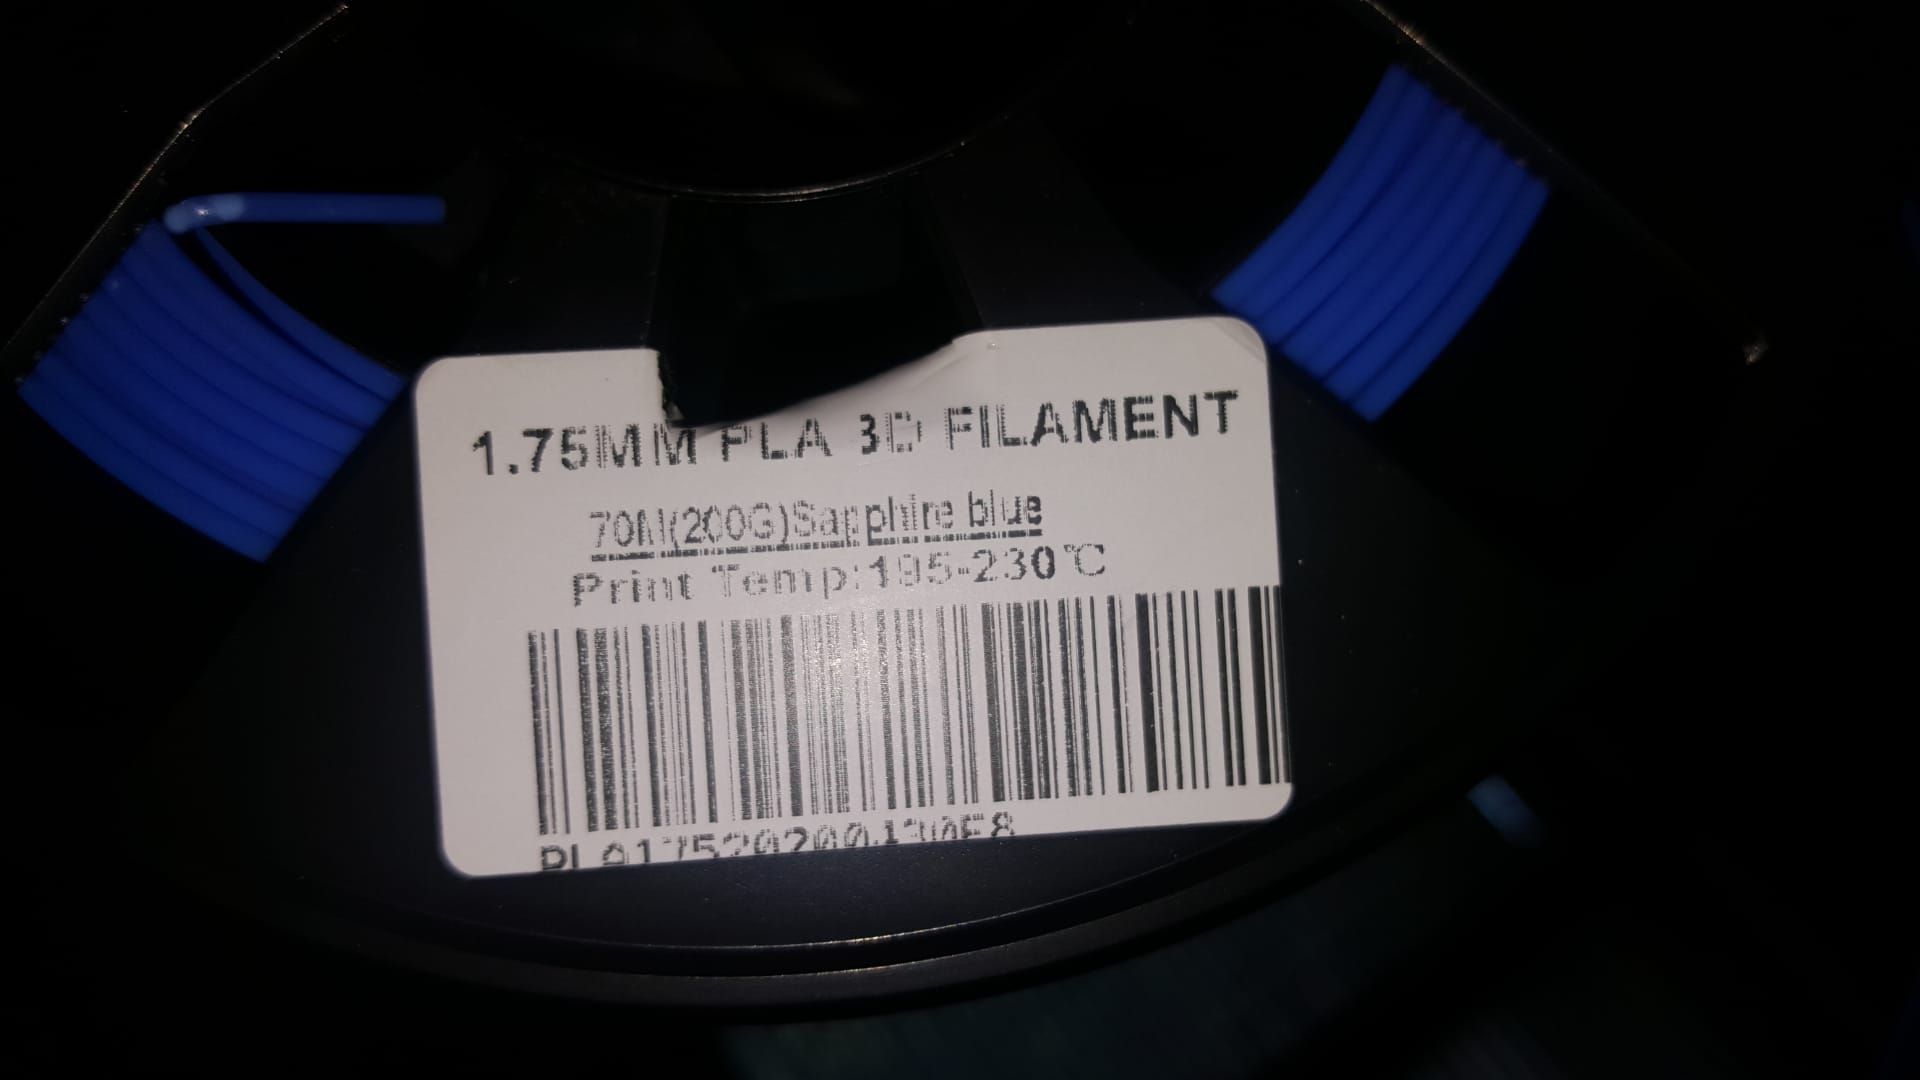 1.75MM PLA 3D FILAMENT
70M(200G)Sapphire blue
Print Temp:195-230℃